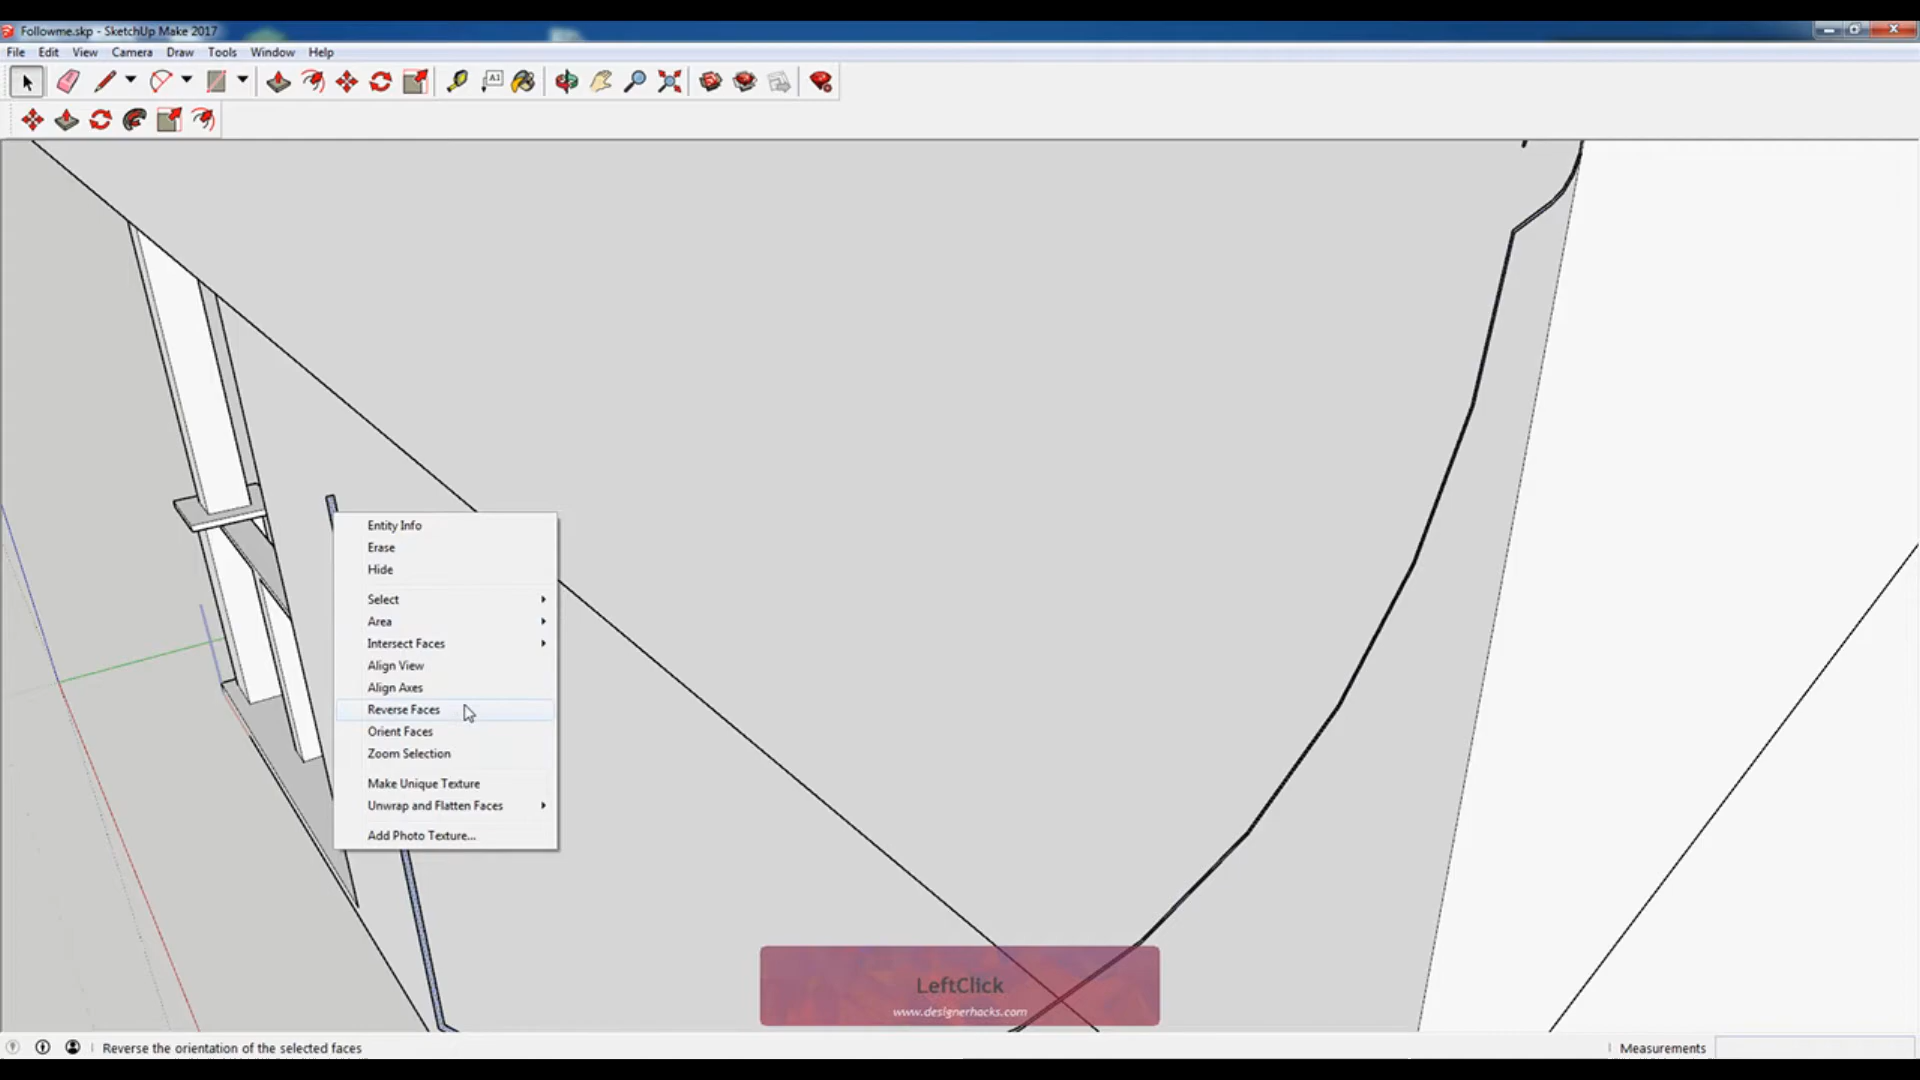 Followme.skp - SketchUp Make 2017
File Edit View Camera Draw Tools Window Help
A1
Entity Info
Erase
Hide
Select
Area
Intersect Faces
Align View
Align Axes
Reverse Faces
Orient Faces
Zoom Selection
Make Unique Texture
Unwrap and Flatten Faces
Add Photo Texture...
LeftClick
www.designerhacks.com
Reverse the orientation of the selected faces
Measurements